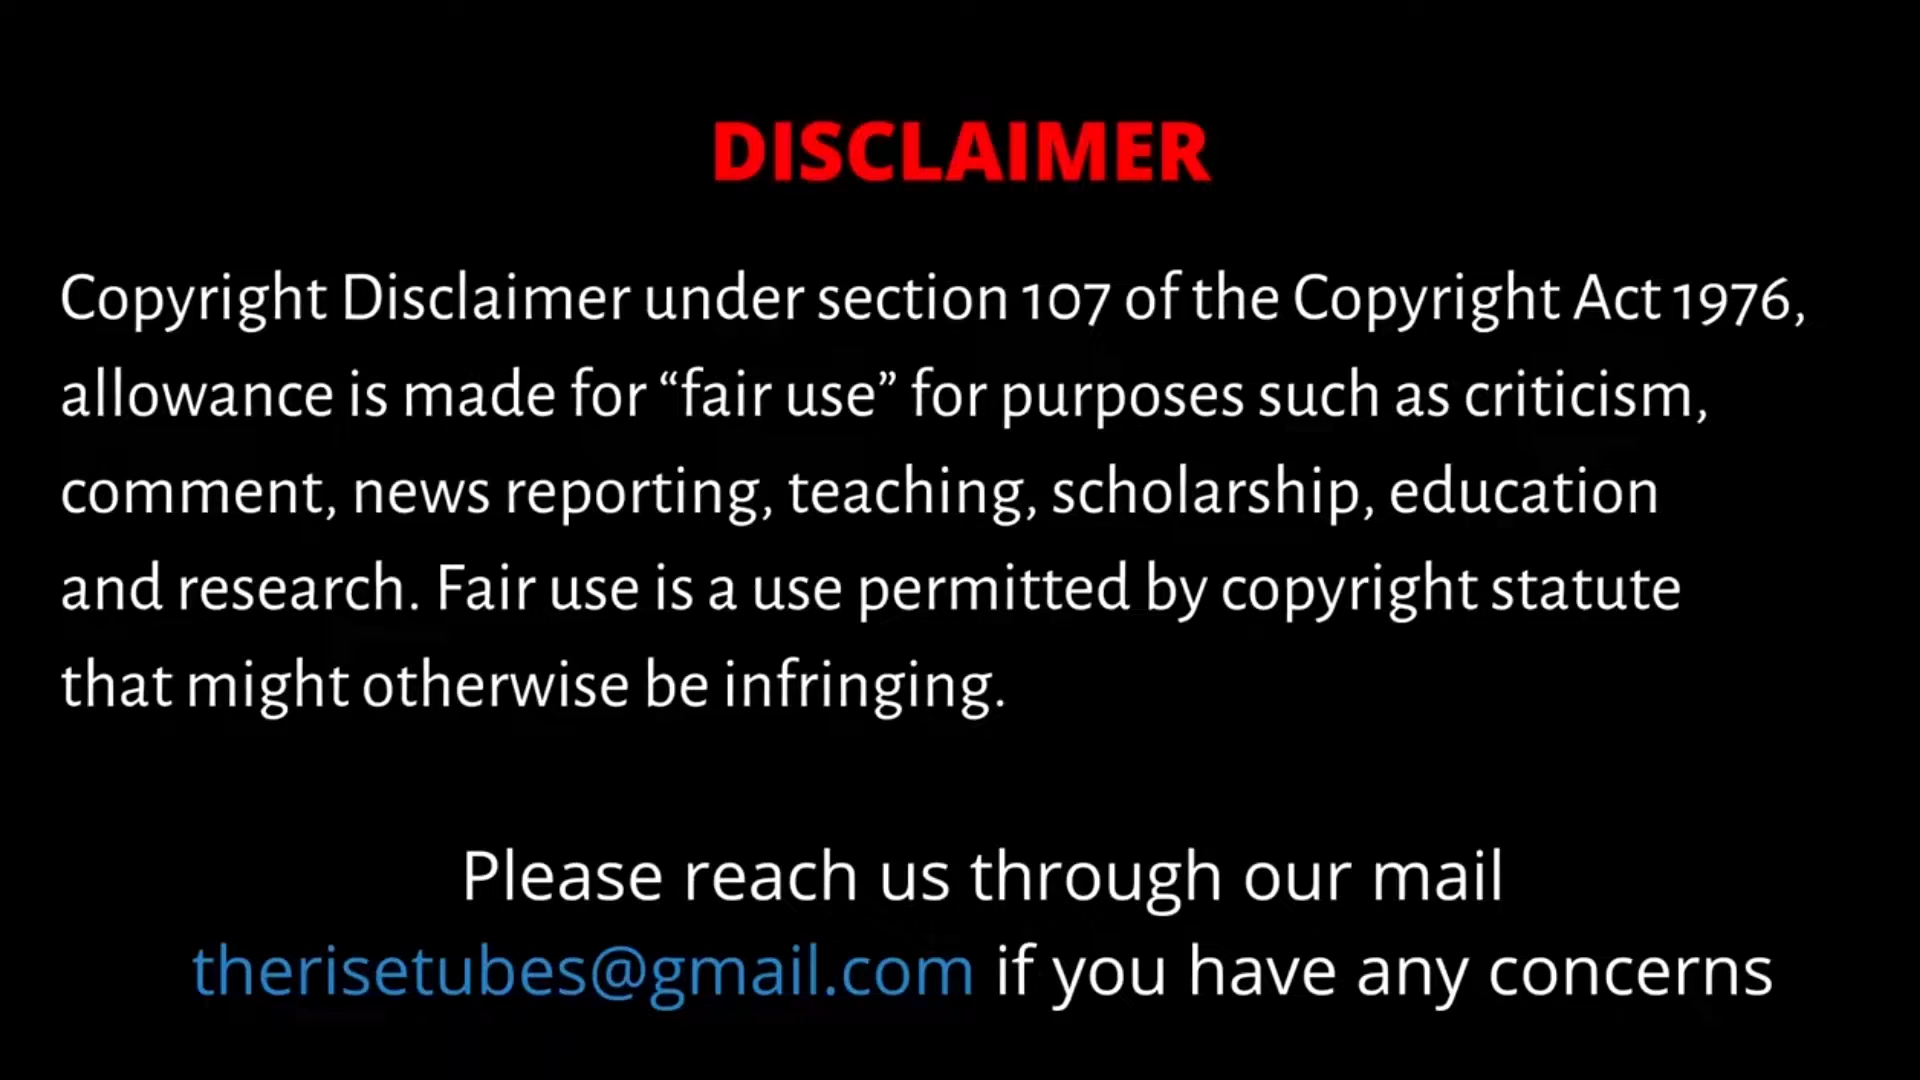 DISCLAIMER
Copyright Disclaimer under section 107 of the Copyright Act 1976,
allowance is made for “fair use” for purposes such as criticism,
comment, news reporting, teaching, scholarship, education
and research. Fair use is a use permitted by copyright statute
that might otherwise be infringing.
Please reach us through our mail
therisetubes@gmail.com if you have any concerns